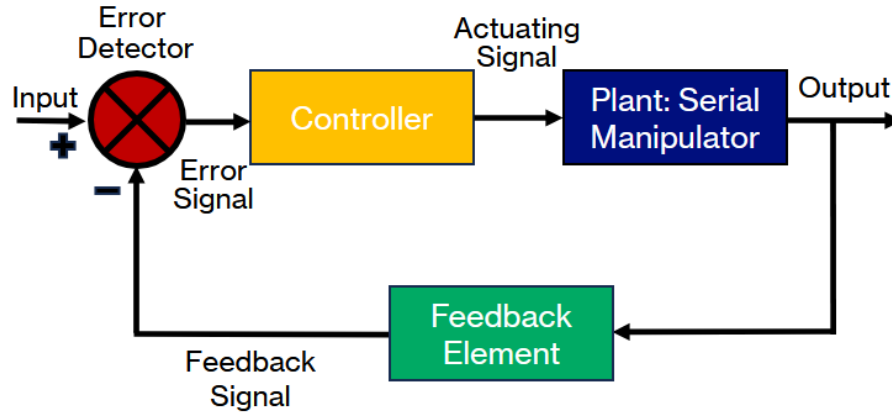 Error
Detector
Input
+
−
Error
Signal
Controller
Actuating
Signal
Plant: Serial
Manipulator
Output
Feedback
Element
Feedback
Signal